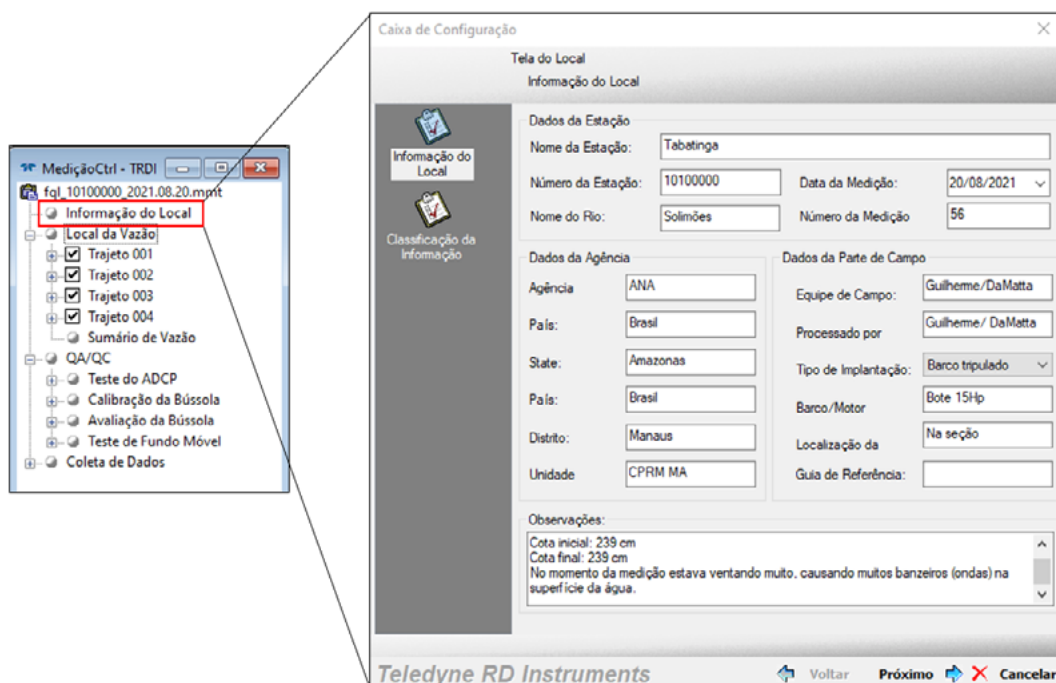 MediçãoCtrl - TRDI
fql_10100000_2021.08.20.mmt
Informação do Local
Local da Vazão
Trajeto 001
Trajeto 002
Trajeto 003
Trajeto 004
Sumário de Vazão
QA/QC
Teste do ADCP
Calibração da Bússola
Avaliação da Bússola
Teste de Fundo Móvel
Coleta de Dados
Caixa de Configuração
Tela do Local
Informação do Local
Informação do
Local
Classificação da
Informação
Dados da Estação
Nome da Estação: Tabatinga
Número da Estação: 10100000 Data da Medição: 20/08/2021
Nome do Rio: Solimões Número da Medição 56
Dados da Agência
Agência ANA
País: Brasil
State: Amazonas
País: Brasil
Distrito: Manaus
Unidade CPRM MA
Dados da Parte de Campo
Equipe de Campo: Guilherme/DaMatta
Processado por Guilherme/ DaMatta
Tipo de Implantação: Barco tripulado
Barco/Motor Bote 15Hp
Localização da Na seção
Guia de Referência:
Observações:
Cota inicial: 239 cm
Cota final: 239 cm
No momento da medição estava ventando muito, causando muitos banzeiros (ondas) na
superfície da água.
Teledyne RD Instruments Voltar Próximo Cancelar